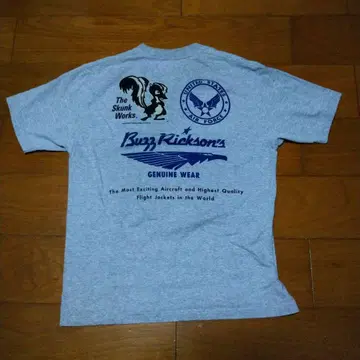 The
Skunk
Works.
UNITED STATES
AIR FORCE
Buzz Rickson's
GENUINE WEAR
The Most Exciting Aircraft and Highest Quality
Flight Jackets in the World